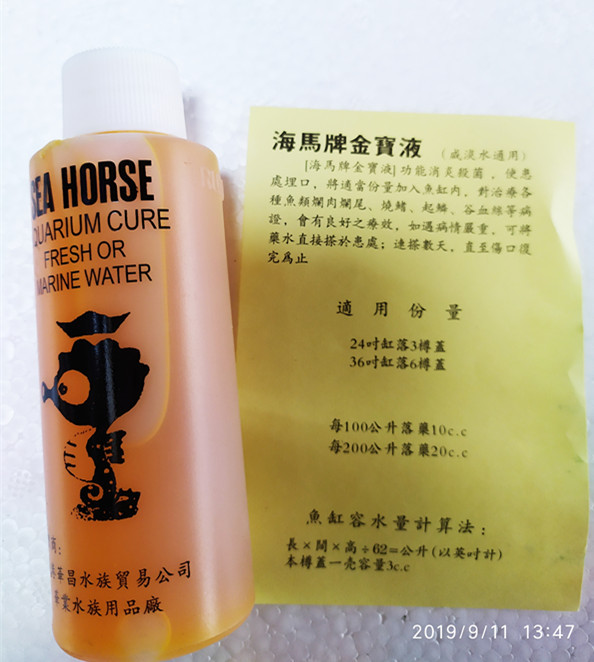 SEA HORSE
AQUARIUM CURE
FRESH OR
MARINE WATER
昌水族貿易公司
業水族用品廠
海馬牌金寶液 (咸淡水通用)
[海馬牌金寶液]功能消炎殺菌，使患
處埋口，將適當份量加入魚缸內，對治療各
種魚類爛肉爛尾、燒鰭、起鱗、谷血線等病
證，會有良好之療效，如遇病情嚴重，可將
藥水直接搽於患處；連搽數天，直至傷口復
完為止
適用份量
24吋缸落3樽蓋
36吋缸落6樽蓋
每100公升落藥10c.c
每200公升落藥20c.c
魚缸容水量計算法：
長×闊×高÷62=公升(以英吋計)
本樽蓋一壳容量3c.c
2019/9/11 13:47